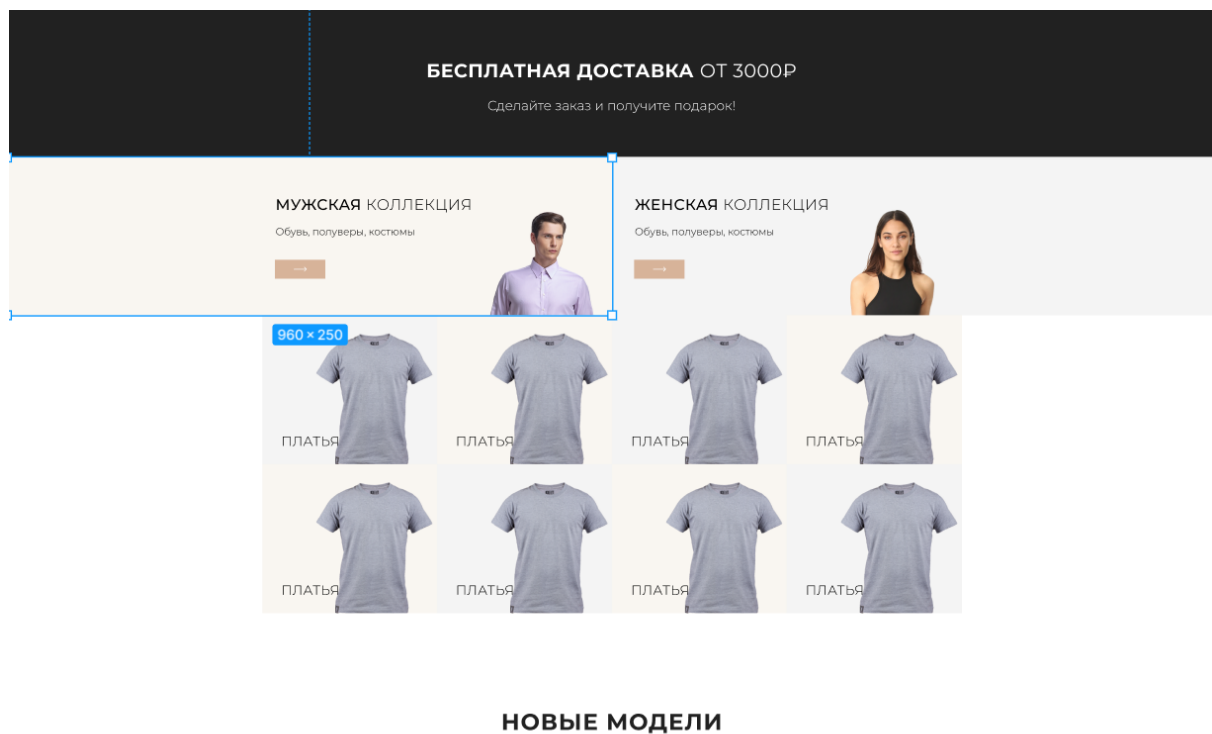 БЕСПЛАТНАЯ ДОСТАВКА ОТ 3000₽
Сделайте заказ и получите подарок!
МУЖСКАЯ КОЛЛЕКЦИЯ
Обувь, полуверы, костюмы
ЖЕНСКАЯ КОЛЛЕКЦИЯ
Обувь, полуверы, костюмы
960 × 250
ПЛАТЬЯ
ПЛАТЬЯ
ПЛАТЬЯ
ПЛАТЬЯ
ПЛАТЬЯ
ПЛАТЬЯ
ПЛАТЬЯ
ПЛАТЬЯ
НОВЫЕ МОДЕЛИ